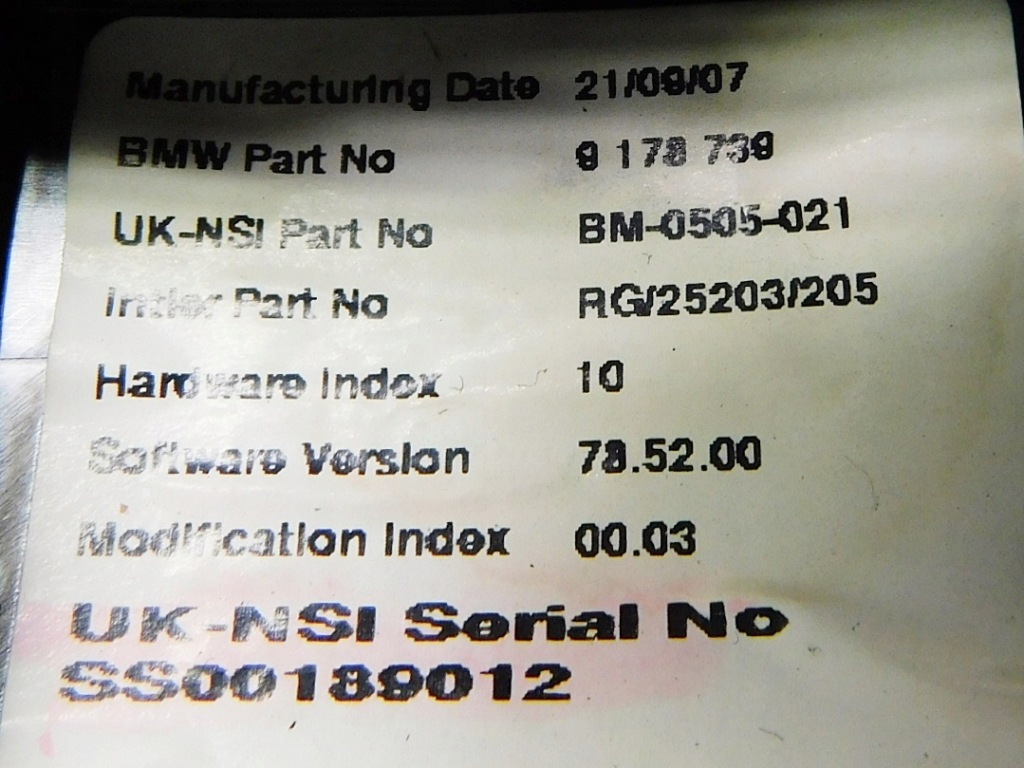 Manufacturing Date 21/09/07
BMW Part No 9 178 739
UK-NSI Part No BM-0505-021
Intier Part No RG/25203/205
Hardware Index 10
Software Version 78.52.00
Modification Index 00.03
UK-NSI Serial No
SS00189012